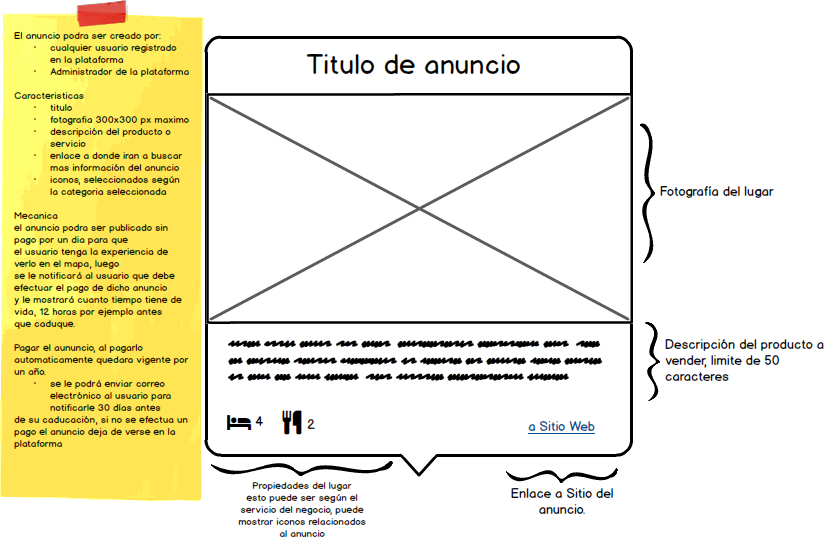 El anuncio podra ser creado por:
· cualquier usuario registrado
en la plataforma
· Administrador de la plataforma
Caracteristicas
· titulo
· fotografia 300x300 px maximo
· descripción del producto o
servicio
· enlace a donde iran a buscar
mas información del anuncio
· iconos, seleccionados según
la categoria seleccionada
Mecanica
el anuncio podra ser publicado sin
pago por un dia para que
el usuario tenga la experiencia de
verlo en el mapa, luego
se le notificará al usuario que debe
efectuar el pago de dicho anuncio
y le mostrará cuanto tiempo tiene de
vida, 12 horas por ejemplo antes
que caduque.
Pagar el aununcio, al pagarlo
automaticamente quedara vigente por
un año.
· se le podrá enviar correo
electrónico al usuario para
notificarle 30 días antes
de su caducación, si no se efectua un
pago el anuncio deja de verse en la
plataforma
Titulo de anuncio
Fotografía del lugar
Descripción del producto a
vender, limite de 50
caracteres
4 2
a Sitio Web
Propiedades del lugar
esto puede ser según el
servicio del negocio, puede
mostrar iconos relacionados
al anuncio
Enlace a Sitio del
anuncio.